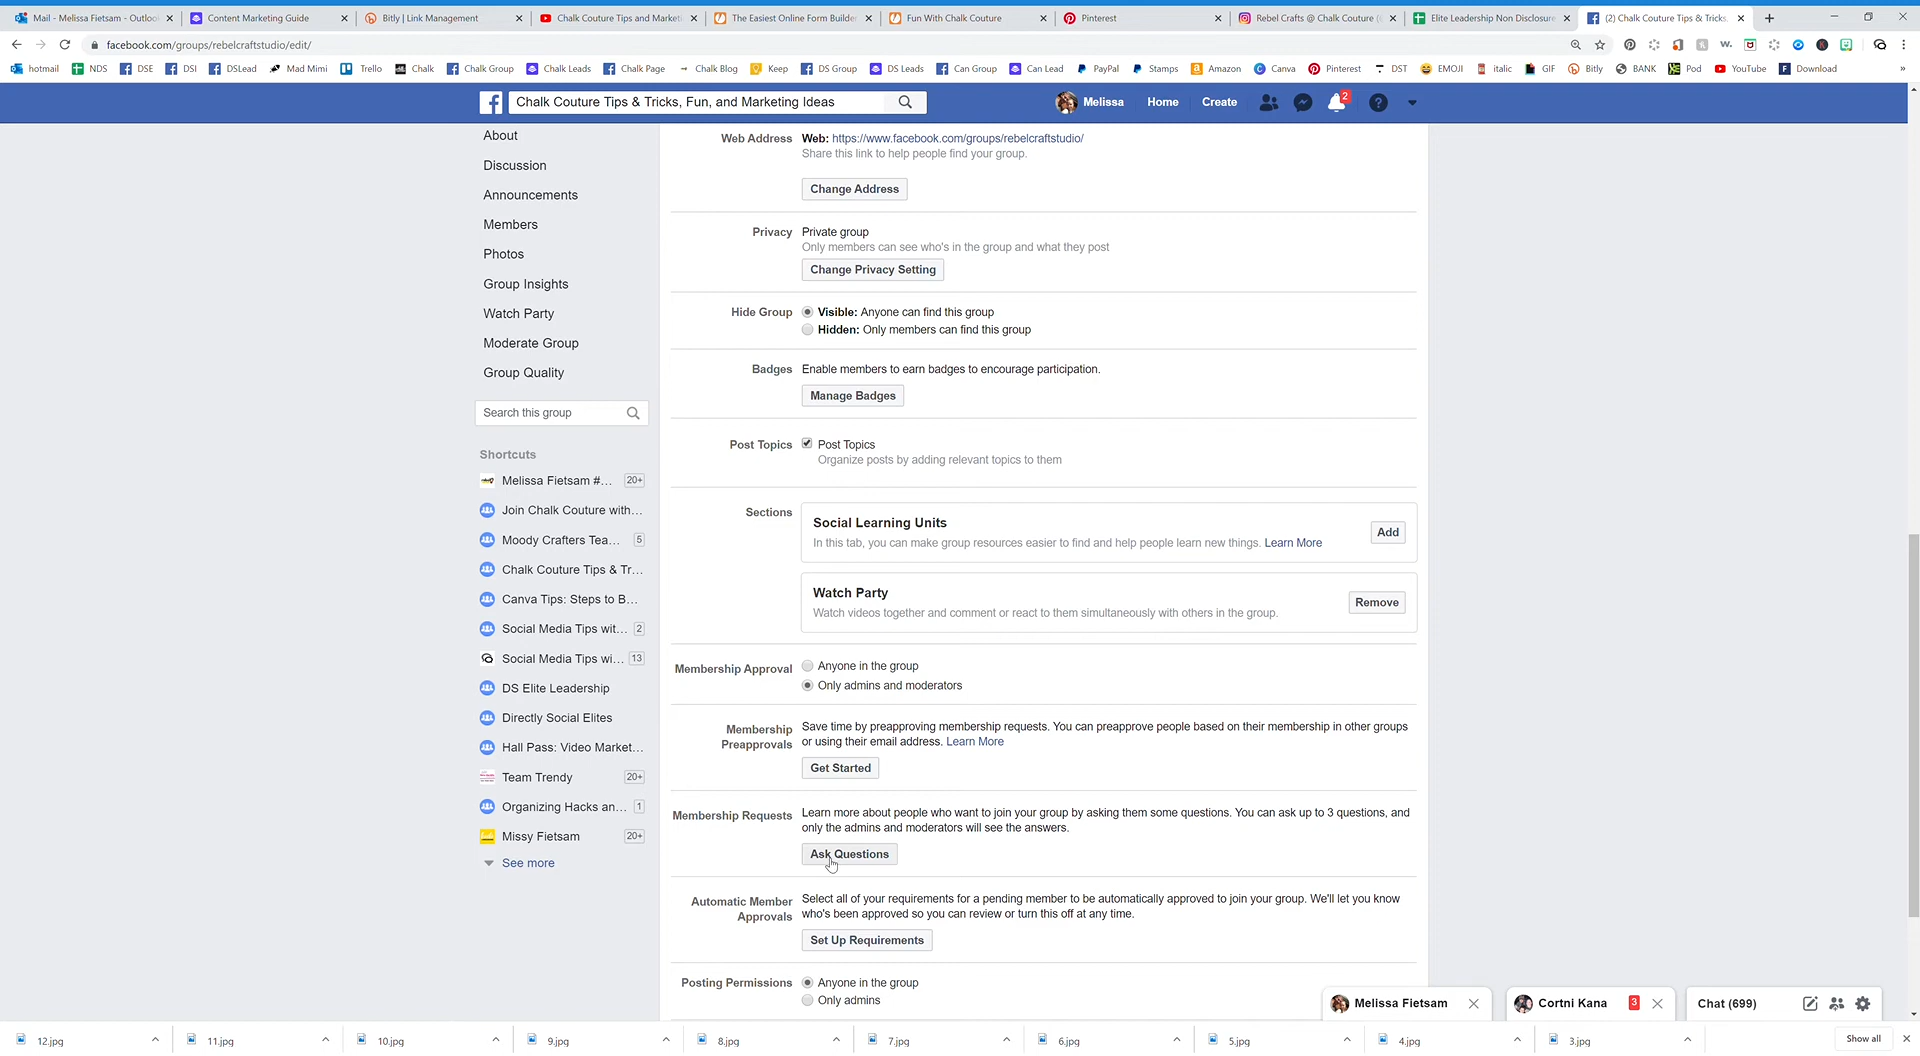 Mail - Melissa Fietsam - Outlook
Content Marketing Guide
Bitly | Link Management
Chalk Couture Tips and Marketi
The Easiest Online Form Builder
Fun With Chalk Couture
Pinterest
Rebel Crafts @ Chalk Couture (
Elite Leadership Non Disclosure
(2) Chalk Couture Tips & Tricks,
facebook.com/groups/rebelcraftstudio/edit/
hotmail NDS DSE DSI DSLead Mad Mimi Trello Chalk Chalk Group Chalk Leads Chalk Page Chalk Blog Keep DS Group DS Leads Can Group Can Lead PayPal Stamps Amazon Canva Pinterest DST EMOJI italic GIF Bitly BANK Pod YouTube Download »
Chalk Couture Tips & Tricks, Fun, and Marketing Ideas
Melissa Home Create 2
About
Discussion
Announcements
Members
Photos
Group Insights
Watch Party
Moderate Group
Group Quality
Search this group
Shortcuts
Melissa Fietsam #... 20+
Join Chalk Couture with...
Moody Crafters Tea... 5
Chalk Couture Tips & Tr...
Canva Tips: Steps to B...
Social Media Tips wit... 2
Social Media Tips wi... 13
DS Elite Leadership
Directly Social Elites
Hall Pass: Video Market...
Team Trendy 20+
Organizing Hacks an... 1
Missy Fietsam 20+
See more
Web Address Web: https://www.facebook.com/groups/rebelcraftstudio/
Share this link to help people find your group.
Change Address
Privacy Private group
Only members can see who's in the group and what they post
Change Privacy Setting
Hide Group Visible: Anyone can find this group
Hidden: Only members can find this group
Badges Enable members to earn badges to encourage participation.
Manage Badges
Post Topics Post Topics
Organize posts by adding relevant topics to them
Sections Social Learning Units
In this tab, you can make group resources easier to find and help people learn new things. Learn More
Add
Watch Party
Watch videos together and comment or react to them simultaneously with others in the group.
Remove
Membership Approval Anyone in the group
Only admins and moderators
Membership Preapprovals
Save time by preapproving membership requests. You can preapprove people based on their membership in other groups
or using their email address. Learn More
Get Started
Membership Requests Learn more about people who want to join your group by asking them some questions. You can ask up to 3 questions, and
only the admins and moderators will see the answers.
Ask Questions
Automatic Member Approvals
Select all of your requirements for a pending member to be automatically approved to join your group. We'll let you know
who's been approved so you can review or turn this off at any time.
Set Up Requirements
Posting Permissions Anyone in the group
Only admins
Melissa Fietsam
Cortni Kana 3
Chat (699)
12.jpg 11.jpg 10.jpg 9.jpg 8.jpg 7.jpg 6.jpg 5.jpg 4.jpg 3.jpg Show all